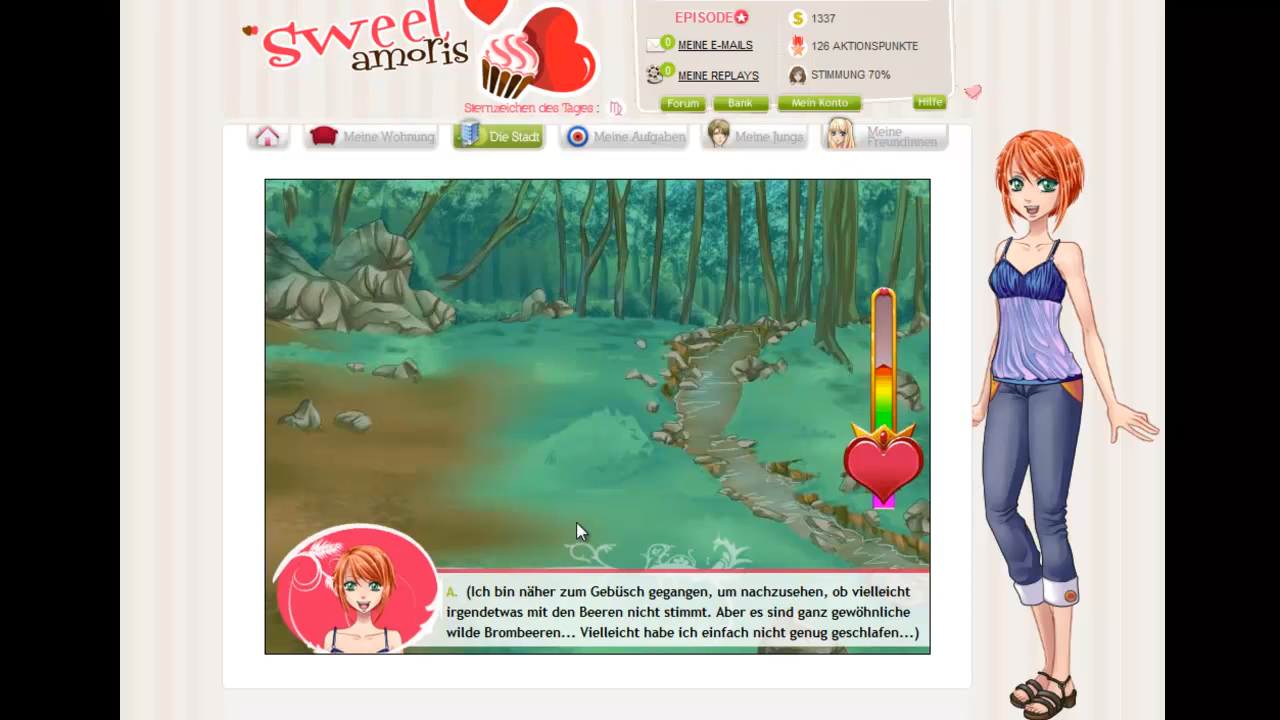 sweet
amoris
EPISODE
1337
0 MEINE E-MAILS
126 AKTIONSPUNKTE
0 MEINE REPLAYS
STIMMUNG 70%
Sternzeichen des Tages :
Forum Bank Mein Konto Hilfe
Meine Wohnung Die Stadt Meine Aufgaben Meine Jungs Meine
Freundinnen
A. (Ich bin näher zum Gebüsch gegangen, um nachzusehen, ob vielleicht
irgendetwas mit den Beeren nicht stimmt. Aber es sind ganz gewöhnliche
wilde Brombeeren... Vielleicht habe ich einfach nicht genug geschlafen...)